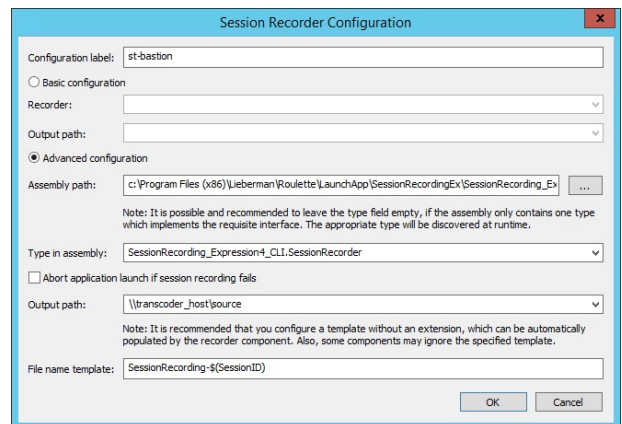 Session Recorder Configuration
x
Configuration label: st-bastion
Basic configuration
Recorder:
Output path:
Advanced configuration
Assembly path: c:\Program Files (x86)\Lieberman\Roulette\LaunchApp\SessionRecordingEx\SessionRecording_Ex ...
Note: It is possible and recommended to leave the type field empty, if the assembly only contains one type
which implements the requisite interface. The appropriate type will be discovered at runtime.
Type in assembly: SessionRecording_Expression4_CLI.SessionRecorder
Abort application launch if session recording fails
Output path: \\transcoder_host\source
Note: It is recommended that you configure a template without an extension, which can be automatically
populated by the recorder component. Also, some components may ignore the specified template.
File name template: SessionRecording-$(SessionID)
OK Cancel